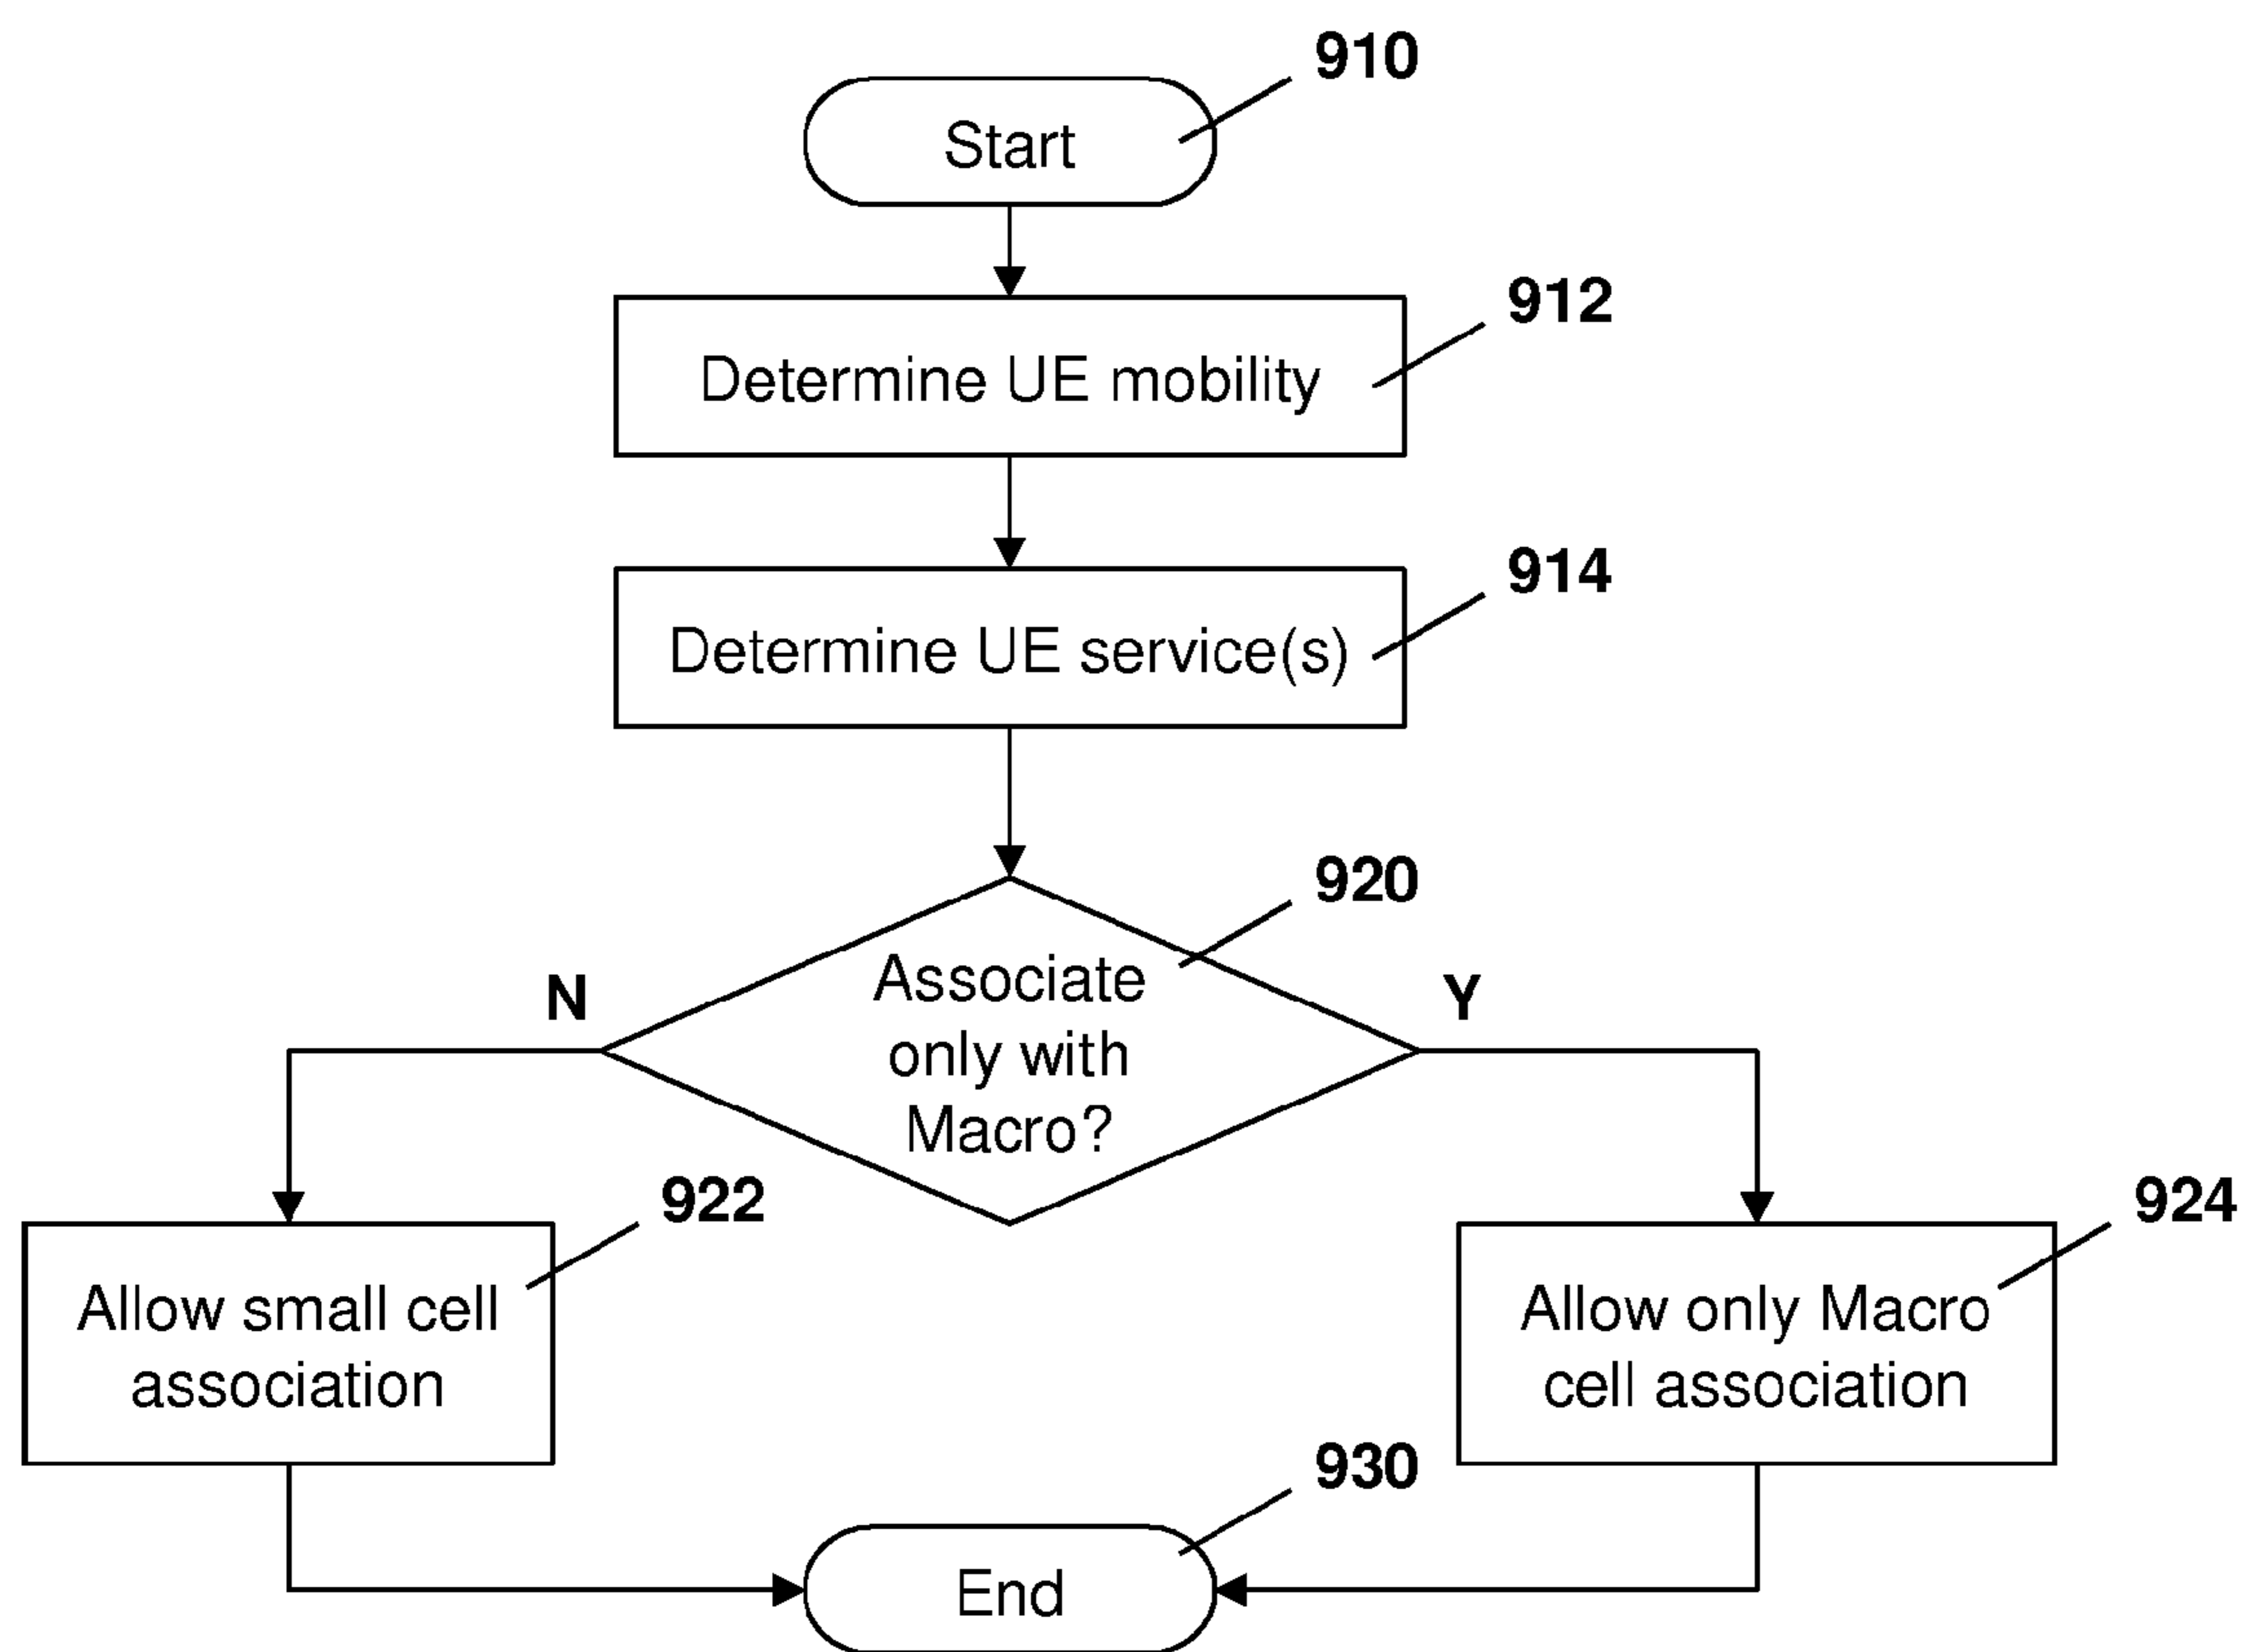 910
Start
912
Determine UE mobility
914
Determine UE service(s)
920
Associate
only with
Macro?
N
Y
922
924
Allow small cell
association
Allow only Macro
cell association
930
End